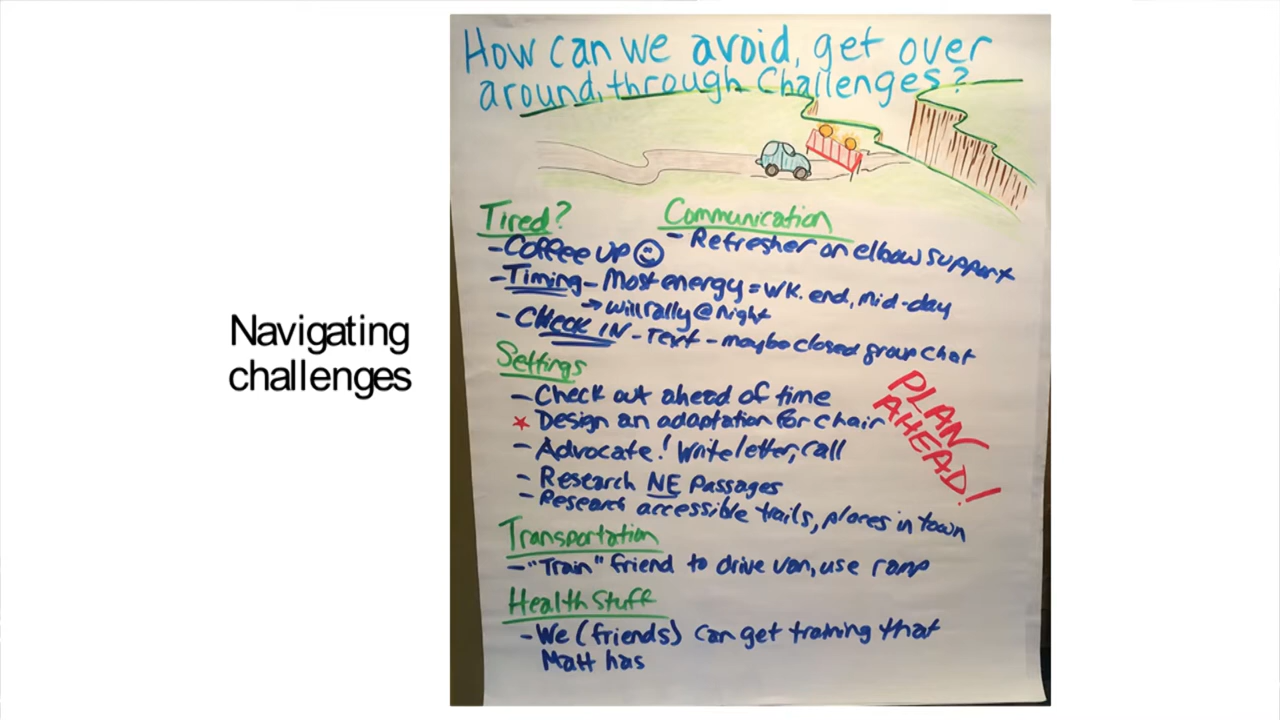 Navigating
challenges
How can we avoid, get over
around, through Challenges?
Tired?
- Coffee up
- Timing - Most energy = WK. end, mid-day
→ will rally @ night
- CHECK IN - Text - maybe closed group chat
Communication
- Refresher on elbow support
Settings
- Check out ahead of time
* Design an adaptation for chair
- Advocate! Write letter, call
- Research NE Passages
- Research accessible trails, places in town
PLAN
AHEAD!
Transportation
- "Train" friend to drive van, use ramp
Health Stuff
- We (friends) can get training that
Matt has